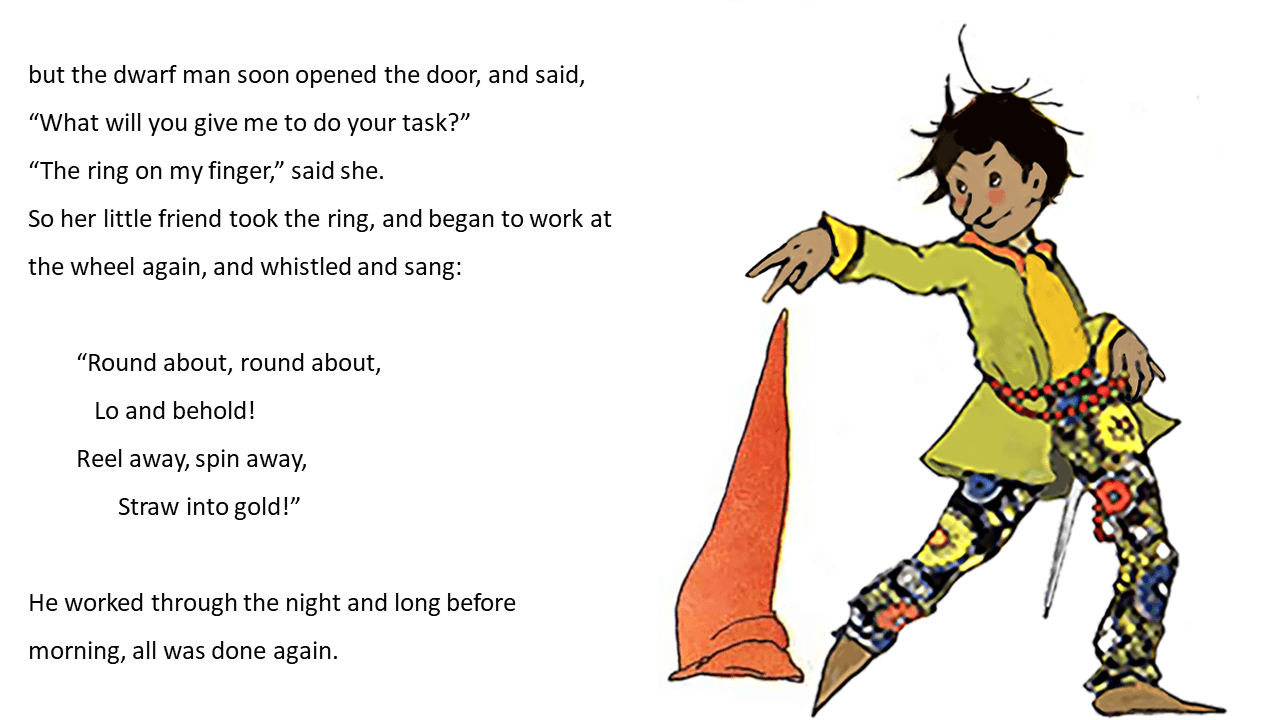 but the dwarf man soon opened the door, and said,
“What will you give me to do your task?”
“The ring on my finger,” said she.
So her little friend took the ring, and began to work at
the wheel again, and whistled and sang:
“Round about, round about,
Lo and behold!
Reel away, spin away,
Straw into gold!”
He worked through the night and long before
morning, all was done again.